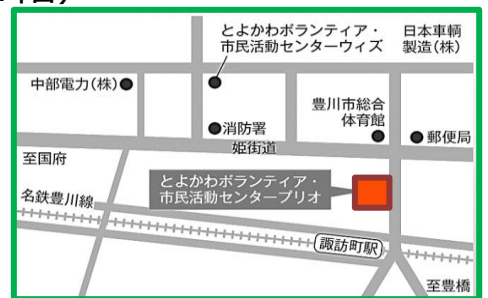 とよかわボランティア・
市民活動センターウィズ
日本車輌
製造(株)
中部電力(株)
消防署
豊川市総合
体育館
郵便局
姫街道
至国府
とよかわボランティア・
市民活動センタープリオ
名鉄豊川線
諏訪町駅
至豊橋